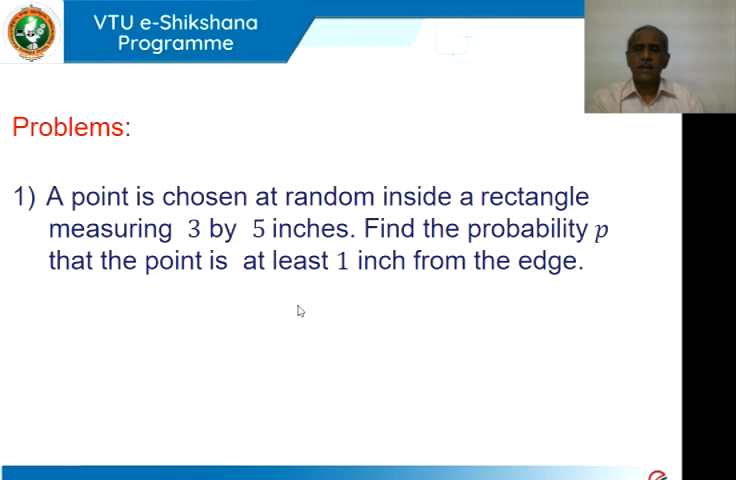 VTU e-Shikshana
Programme
Problems:
1) A point is chosen at random inside a rectangle
measuring 3 by 5 inches. Find the probability p
that the point is at least 1 inch from the edge.